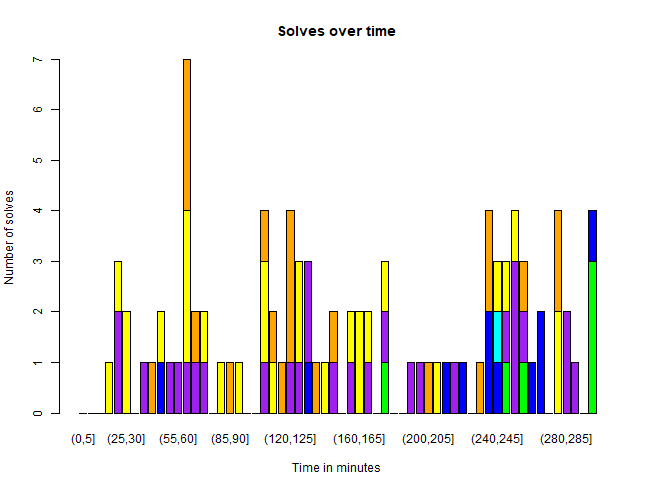 Solves over time
Number of solves
7
6
5
4
3
2
1
0
(0,5] (25,30] (55,60] (85,90] (120,125] (160,165] (200,205] (240,245] (280,285]
Time in minutes